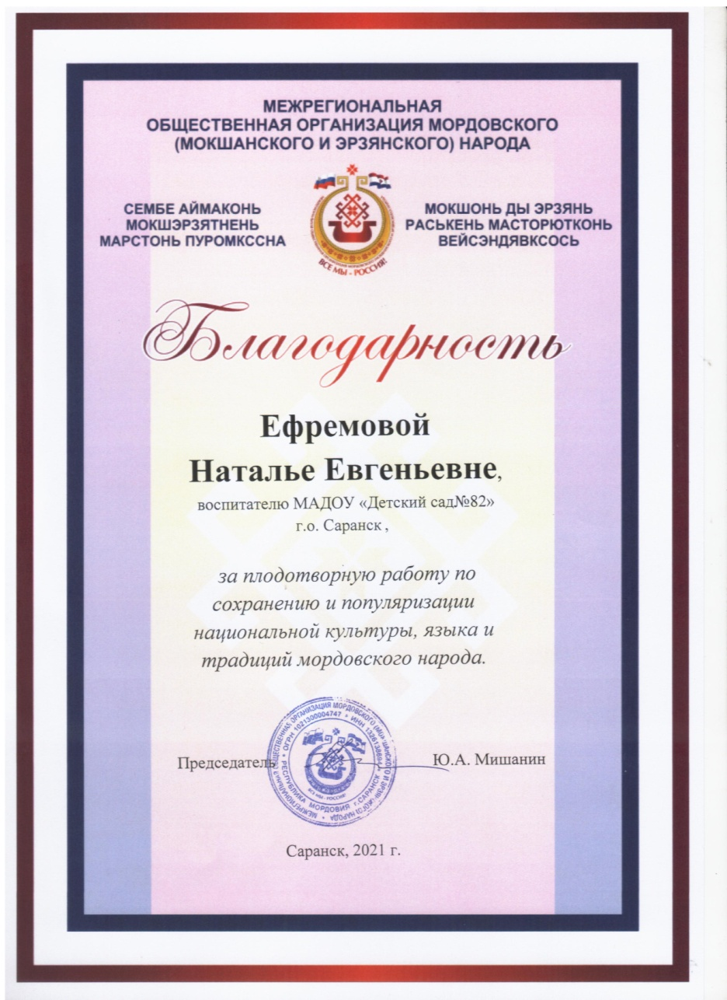 МЕЖРЕГИОНАЛЬНАЯ
ОБЩЕСТВЕННАЯ ОРГАНИЗАЦИЯ МОРДОВСКОГО
(МОКШАНСКОГО И ЭРЗЯНСКОГО) НАРОДА
СЕМБЕ АЙМАКОНЬ
МОКШЭРЗЯТНЕНЬ
МАРСТОНЬ ПУРОМКССНА
ВСЕ МЫ - РОССИЯ!
МОКШОНЬ ДЫ ЭРЗЯНЬ
РАСЬКЕНЬ МАСТОРЮТКОНЬ
ВЕЙСЭНДЯВКСОСЬ
Благодарность
Ефремовой
Наталье Евгеньевне,
воспитателю МАДОУ «Детский сад№82»
г.о. Саранск ,
за плодотворную работу по
сохранению и популяризации
национальной культуры, языка и
традиций мордовского народа.
Председатель
Ю.А. Мишанин
МЕЖРЕГИОНАЛЬНАЯ ОБЩЕСТВЕННАЯ ОРГАНИЗАЦИЯ МОРДОВСКОГО (МОКШАНСКОГО И ЭРЗЯНСКОГО) НАРОДА
ОГРН 1021300004747 * ИНН
РЕСПУБЛИКА МОРДОВИЯ г.САРАНСК
ВСЕ МЫ - РОССИЯ!
Саранск, 2021 г.